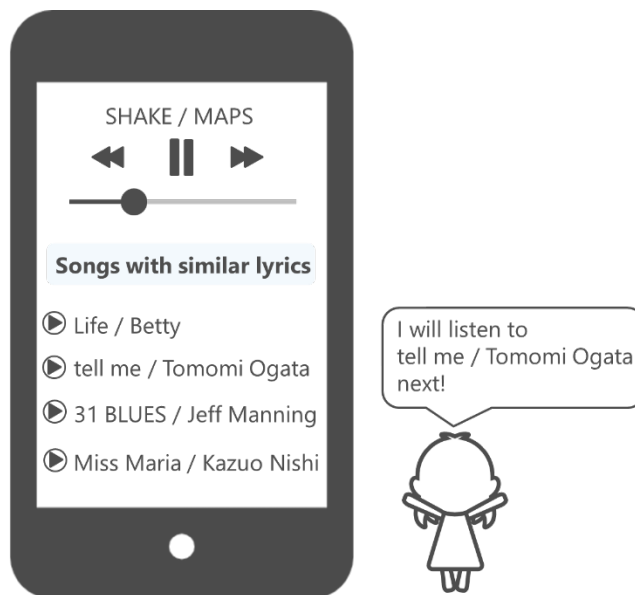 SHAKE / MAPS
Songs with similar lyrics
Life / Betty
tell me / Tomomi Ogata
31 BLUES / Jeff Manning
Miss Maria / Kazuo Nishi
I will listen to
tell me / Tomomi Ogata
next!